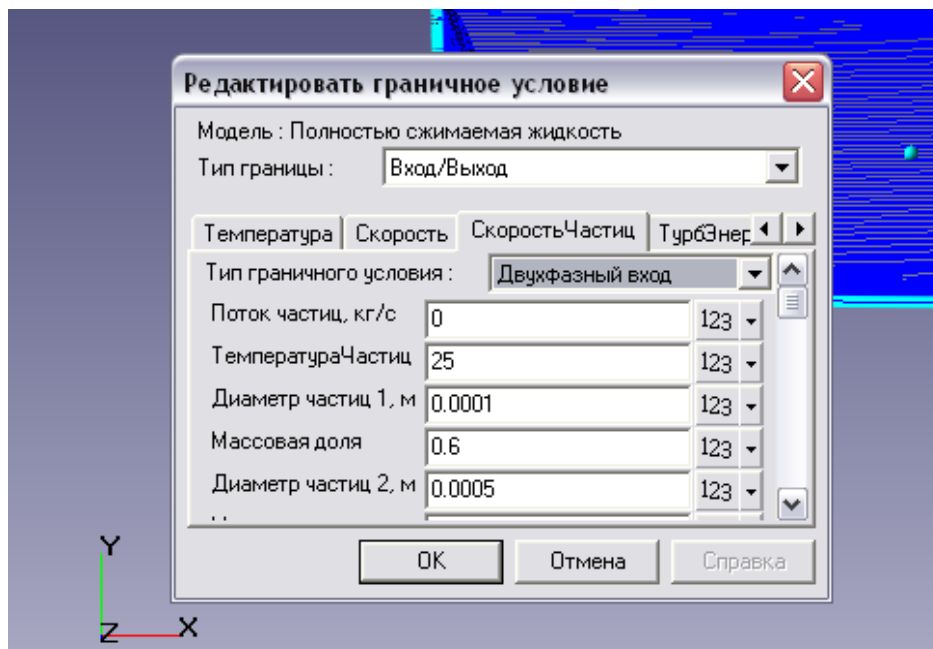 Редактировать граничное условие
Модель : Полностью сжимаемая жидкость
Тип границы : Вход/Выход
Температура Скорость СкоростьЧастиц ТурбЭнер
Тип граничного условия : Двухфазный вход
Поток частиц, кг/с 0 123
ТемператураЧастиц 25 123
Диаметр частиц 1, м 0.0001 123
Массовая доля 0.6 123
Диаметр частиц 2, м 0.0005 123
OK Отмена Справка
Y
Z X